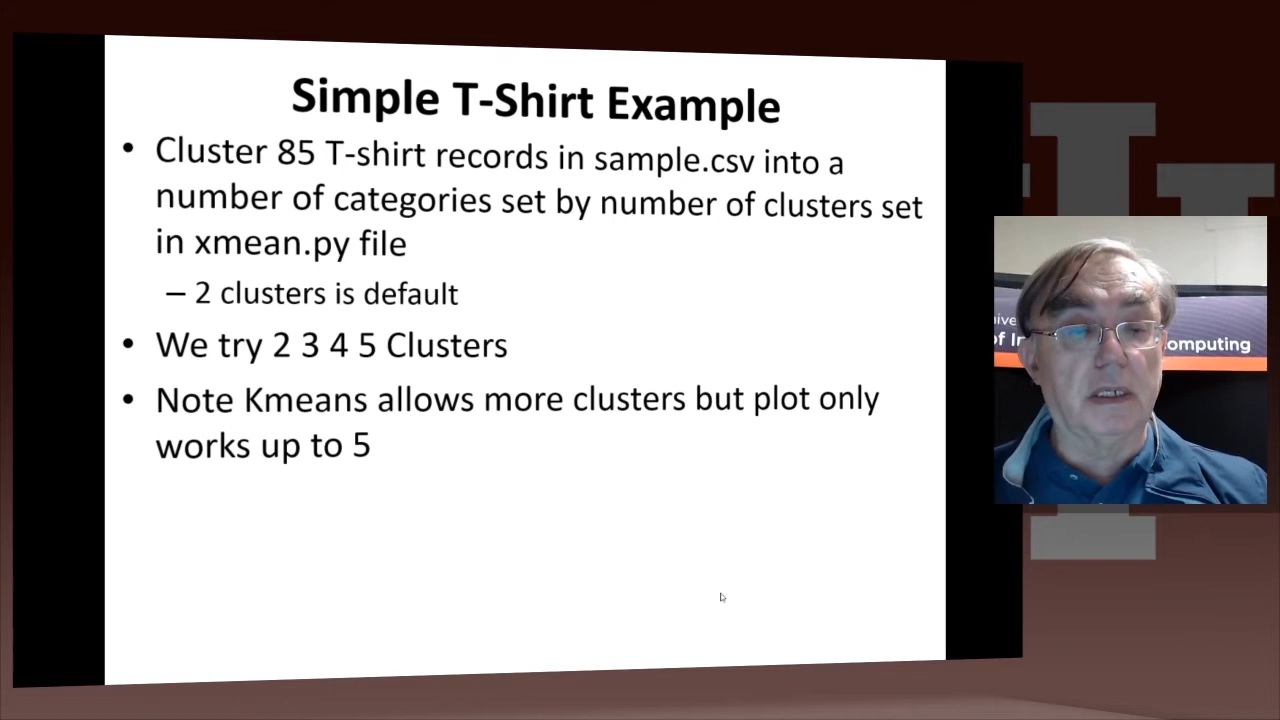 Simple T-Shirt Example
• Cluster 85 T-shirt records in sample.csv into a
number of categories set by number of clusters set
in xmean.py file
– 2 clusters is default
• We try 2 3 4 5 Clusters
• Note Kmeans allows more clusters but plot only
works up to 5